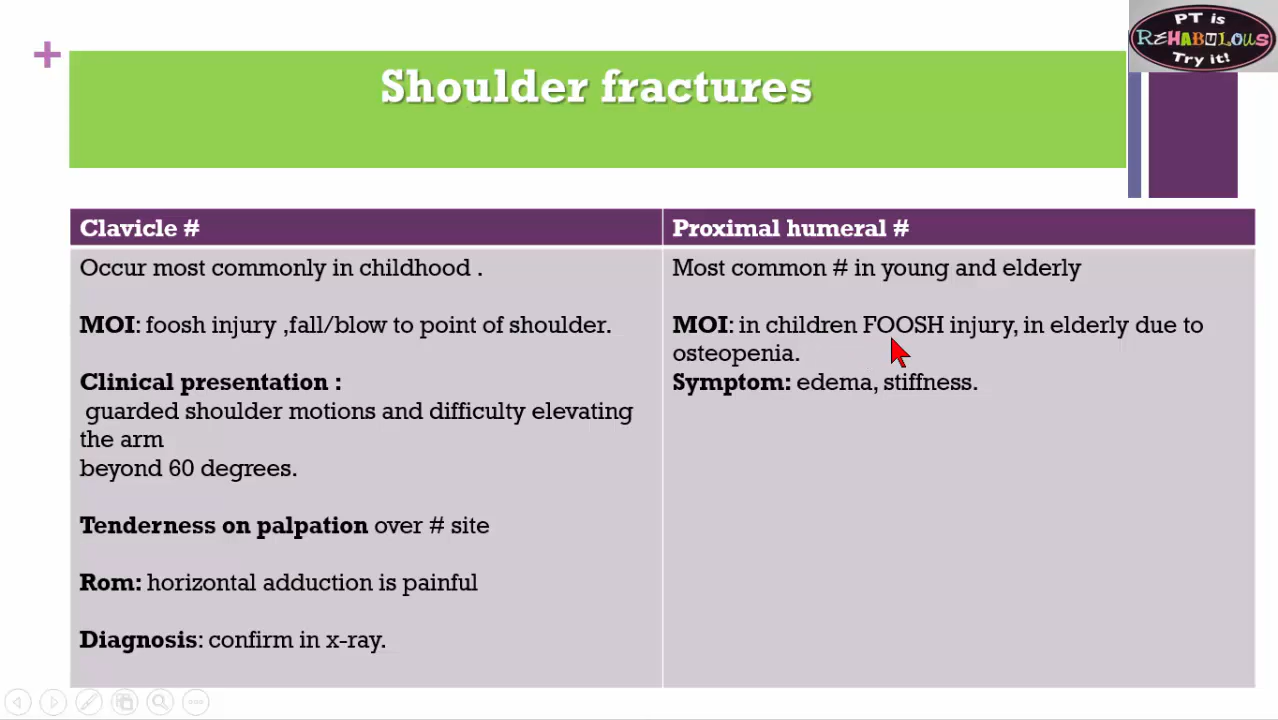 PT is
REHABULOUS
Try it!
+
Shoulder fractures
Clavicle #
Occur most commonly in childhood .
MOI: foosh injury ,fall/blow to point of shoulder.
Clinical presentation :
guarded shoulder motions and difficulty elevating
the arm
beyond 60 degrees.
Tenderness on palpation over # site
Rom: horizontal adduction is painful
Diagnosis: confirm in x-ray.
Proximal humeral #
Most common # in young and elderly
MOI: in children FOOSH injury, in elderly due to
osteopenia.
Symptom: edema, stiffness.